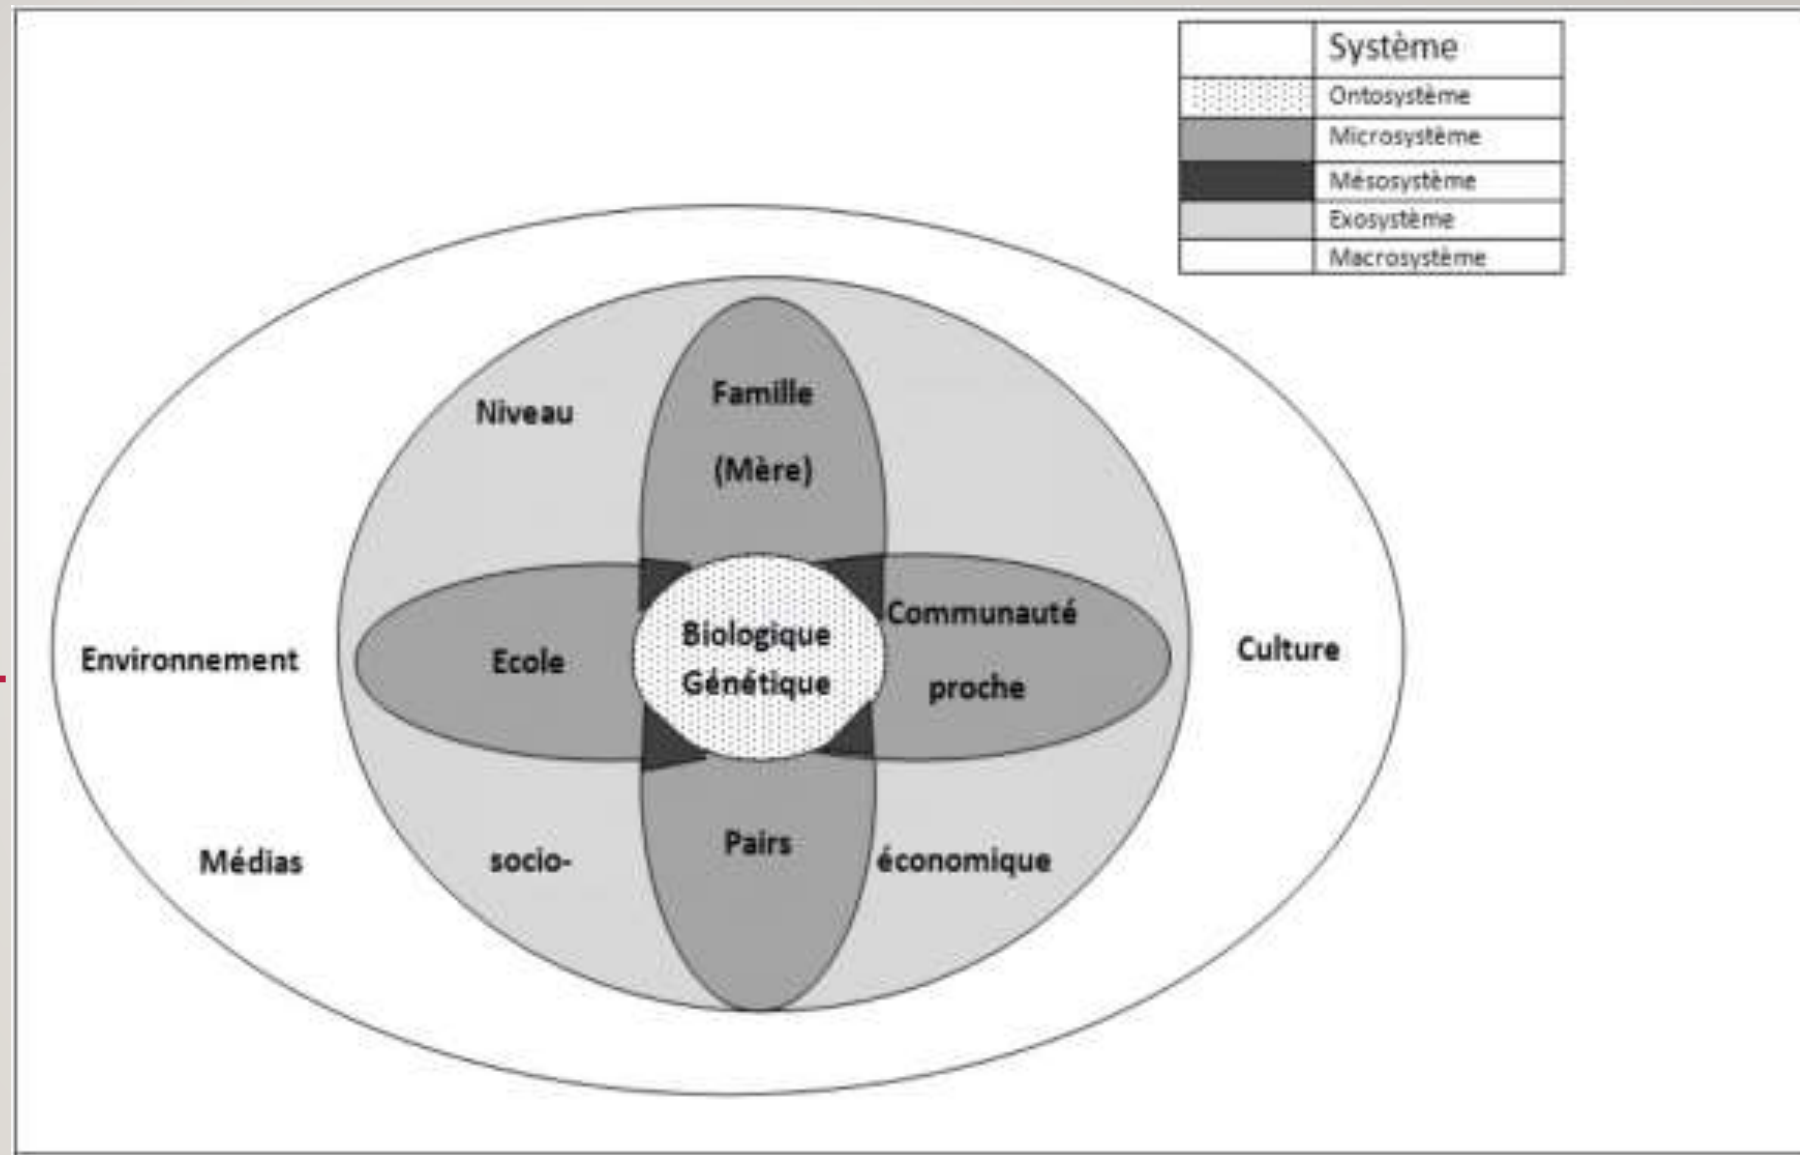 Système
Ontosystème
Microsystème
Mésosystème
Exosystème
Macrosystème
Niveau
Famille
(Mère)
Environnement
Ecole
Biologique
Génétique
Communauté
proche
Culture
Médias
socio-
Pairs
économique